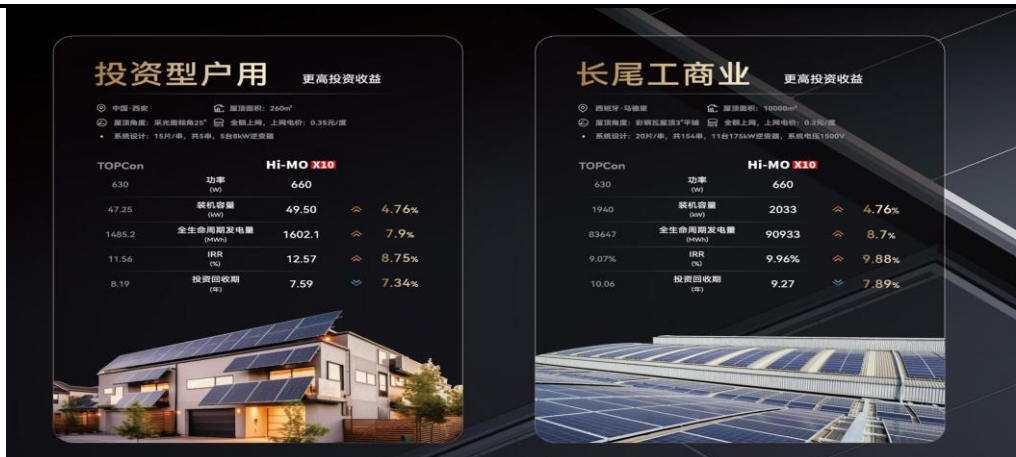 投资型户用 更高投资收益
中国-西安 屋顶面积：260m²
屋顶角度：采光面倾角25° 全额上网，上网电价：0.35元/度
• 系统设计：15片/串，共5串，5台8kW逆变器
TOPCon Hi-MO X10
630 功率 660
(W)
47.25 装机容量 49.50 4.76%
(kW)
1485.2 全生命周期发电量 1602.1 7.9%
(MWh)
11.56 IRR 12.57 8.75%
(%)
8.19 投资回收期 7.59 7.34%
(年)
长尾工商业 更高投资收益
西班牙-马德里 屋顶面积：10000m²
屋顶角度：彩钢瓦屋顶3°平铺 全额上网，上网电价：0.3元/度
• 系统设计：20片/串，共154串，11台175kW逆变器，系统电压1500V
TOPCon Hi-MO X10
630 功率 660
(W)
1940 装机容量 2033 4.76%
(kW)
83647 全生命周期发电量 90933 8.7%
(MWh)
9.07% IRR 9.96% 9.88%
(%)
10.06 投资回收期 9.27 7.89%
(年)